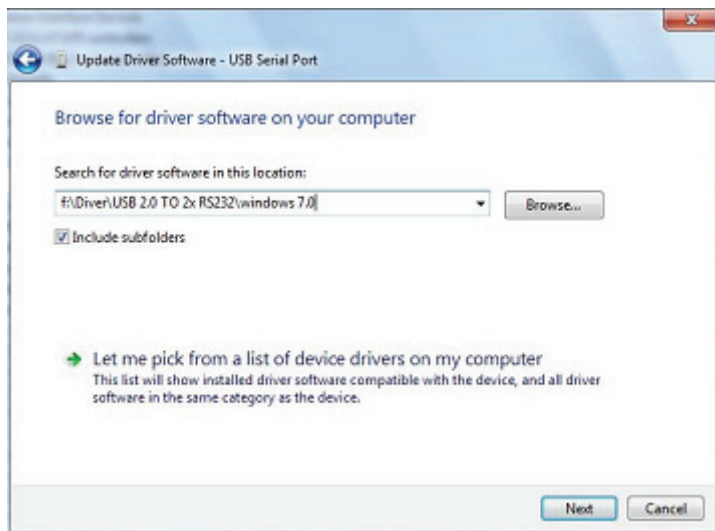 Update Driver Software - USB Serial Port
Browse for driver software on your computer
Search for driver software in this location:
f:\Diver\USB 2.0 TO 2x RS232\windows 7.0
Browse...
Include subfolders
Let me pick from a list of device drivers on my computer
This list will show installed driver software compatible with the device, and all driver
software in the same category as the device.
Next
Cancel